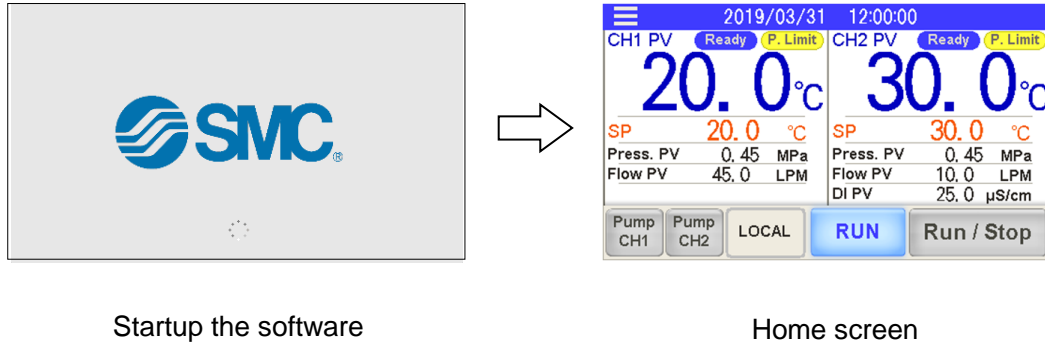 SMC®
2019/03/31 12:00:00
CH1 PV Ready P. Limit
20.0℃
SP 20.0 ℃
Press. PV 0.45 MPa
Flow PV 45.0 LPM
CH2 PV Ready P. Limit
30.0℃
SP 30.0 ℃
Press. PV 0.45 MPa
Flow PV 10.0 LPM
DI PV 25.0 µS/cm
Pump CH1
Pump CH2
LOCAL
RUN
Run / Stop
Startup the software
Home screen